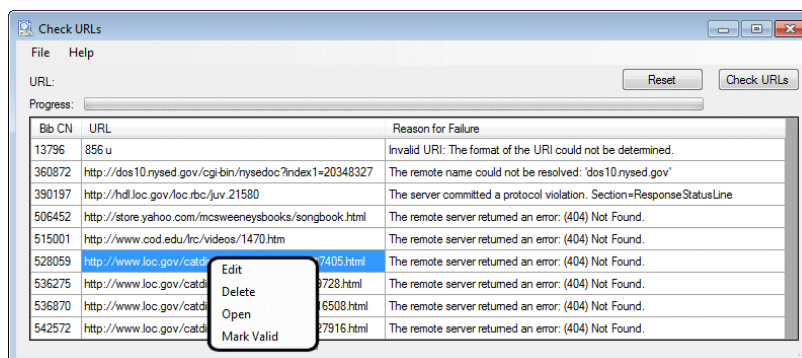 Check URLs
File Help
URL: Reset Check URLs
Progress:
Bib CN URL Reason for Failure
13796 856 u Invalid URI: The format of the URI could not be determined.
360872 http://dos10.nysed.gov/cgi-bin/nysedoc?index1=20348327 The remote name could not be resolved: 'dos10.nysed.gov'
390197 http://hdl.loc.gov/loc.rbc/juv.21580 The server committed a protocol violation. Section=ResponseStatusLine
506452 http://store.yahoo.com/mcsweeneysbooks/songbook.html The remote server returned an error: (404) Not Found.
515001 http://www.cod.edu/lrc/videos/1470.htm The remote server returned an error: (404) Not Found.
528059 http://www.loc.gov/catdi 7405.html The remote server returned an error: (404) Not Found.
Edit
536275 http://www.loc.gov/catdi 9728.html The remote server returned an error: (404) Not Found.
Delete
536870 http://www.loc.gov/catdi 16508.html The remote server returned an error: (404) Not Found.
Open
542572 http://www.loc.gov/catdi 27916.html The remote server returned an error: (404) Not Found.
Mark Valid